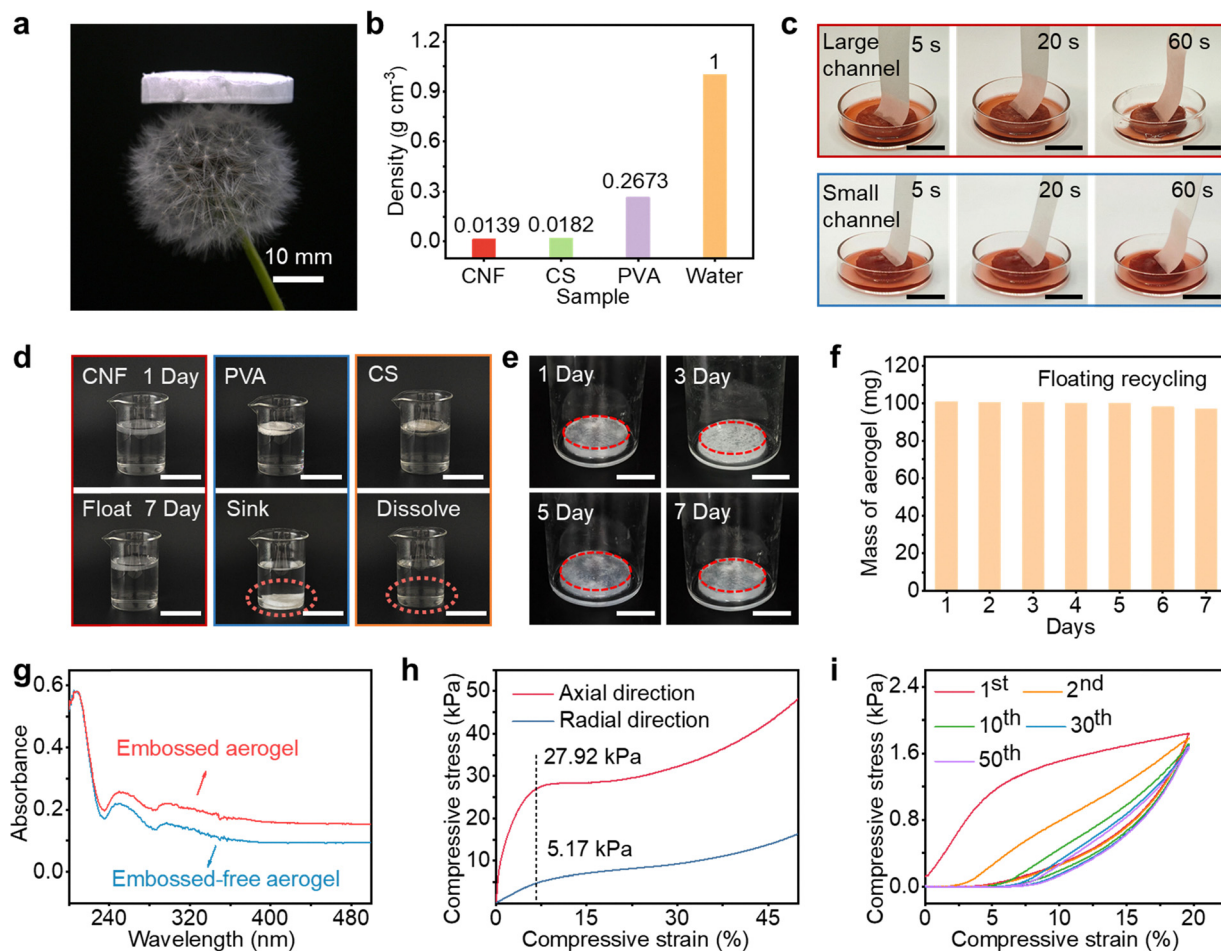 a
10 mm
b
Density (g cm-3)
1.2
0.9
0.6
0.3
0.0
0.0139
0.0182
0.2673
1
CNF CS PVA Water
Sample
c
Large channel
5 s
20 s
60 s
Small channel
5 s
20 s
60 s
d
CNF 1 Day
PVA
CS
Float 7 Day
Sink
Dissolve
e
1 Day
3 Day
5 Day
7 Day
f
Mass of aerogel (mg)
120
100
80
60
40
20
0
Floating recycling
1 2 3 4 5 6 7
Days
g
Absorbance
0.6
0.4
0.2
0.0
Embossed aerogel
Embossed-free aerogel
240 320 400 480
Wavelength (nm)
h
Compressive stress (kPa)
50
40
30
20
10
Axial direction
Radial direction
27.92 kPa
5.17 kPa
0 15 30 45
Compressive strain (%)
i
Compressive stress (kPa)
2.4
1.6
0.8
0.0
1st 2nd
10th 30th
50th
0 5 10 15 20
Compressive strain (%)